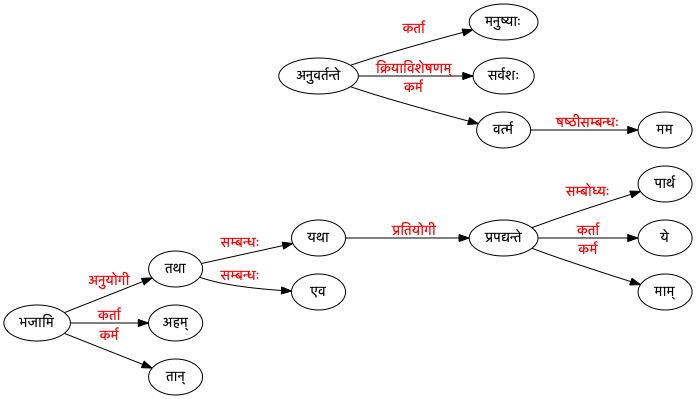 कर्ता
मनुष्याः
अनुवर्तन्ते
क्रियाविशेषणम्
सर्वशः
कर्म
वर्त्म
षष्ठीसम्बन्धः
मम
पार्थ
सम्बोध्यः
यथा
प्रतियोगी
प्रपद्यन्ते
कर्ता
ये
सम्बन्धः
कर्म
तथा
अनुयोगी
सम्बन्धः
एव
माम्
भजामि
कर्ता
अहम्
कर्म
तान्